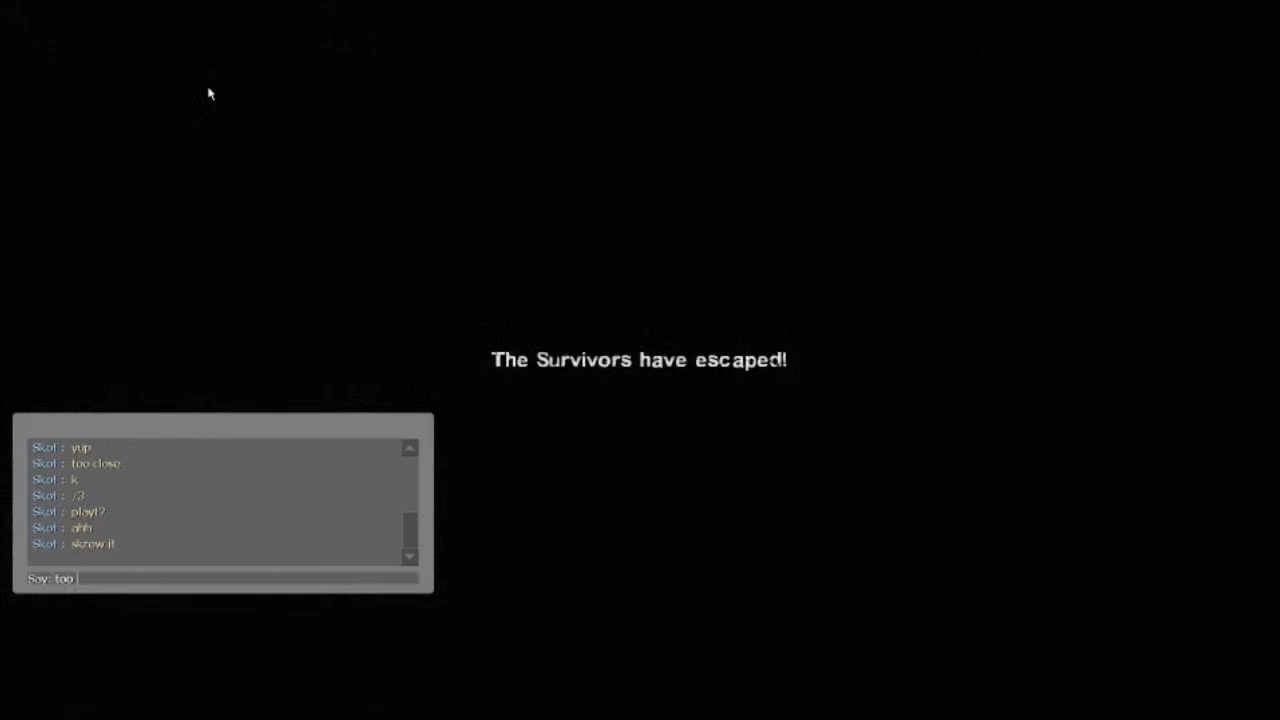 The Survivors have escaped!
Skot : yup
Skot : too close
Skot : k
Skot : /3
Skot : playt?
Skot : ahh
Skot : skrew it
Say: too